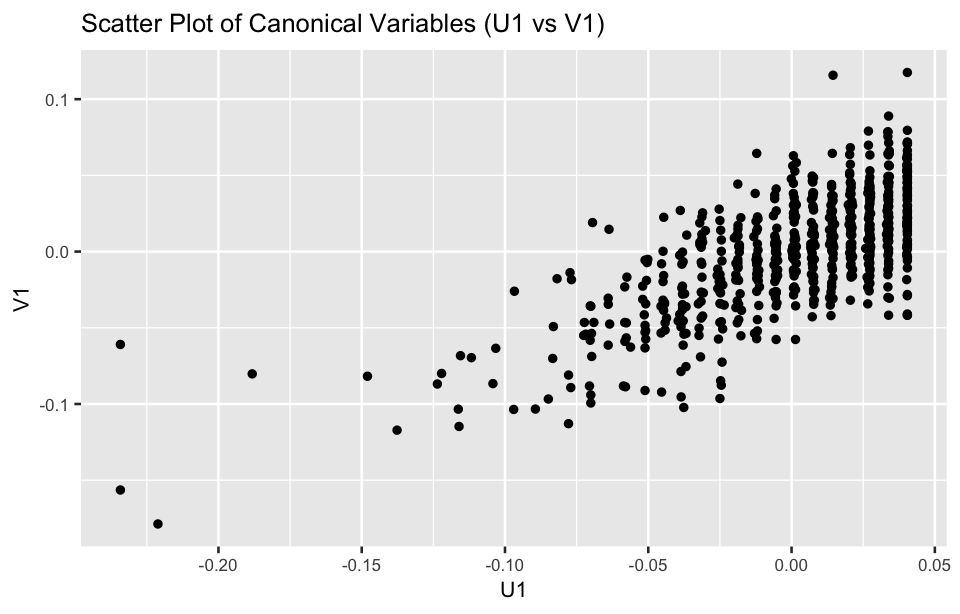 Scatter Plot of Canonical Variables (U1 vs V1)
0.1
0.0
-0.1
V1
-0.20 -0.15 -0.10 -0.05 0.00 0.05
U1